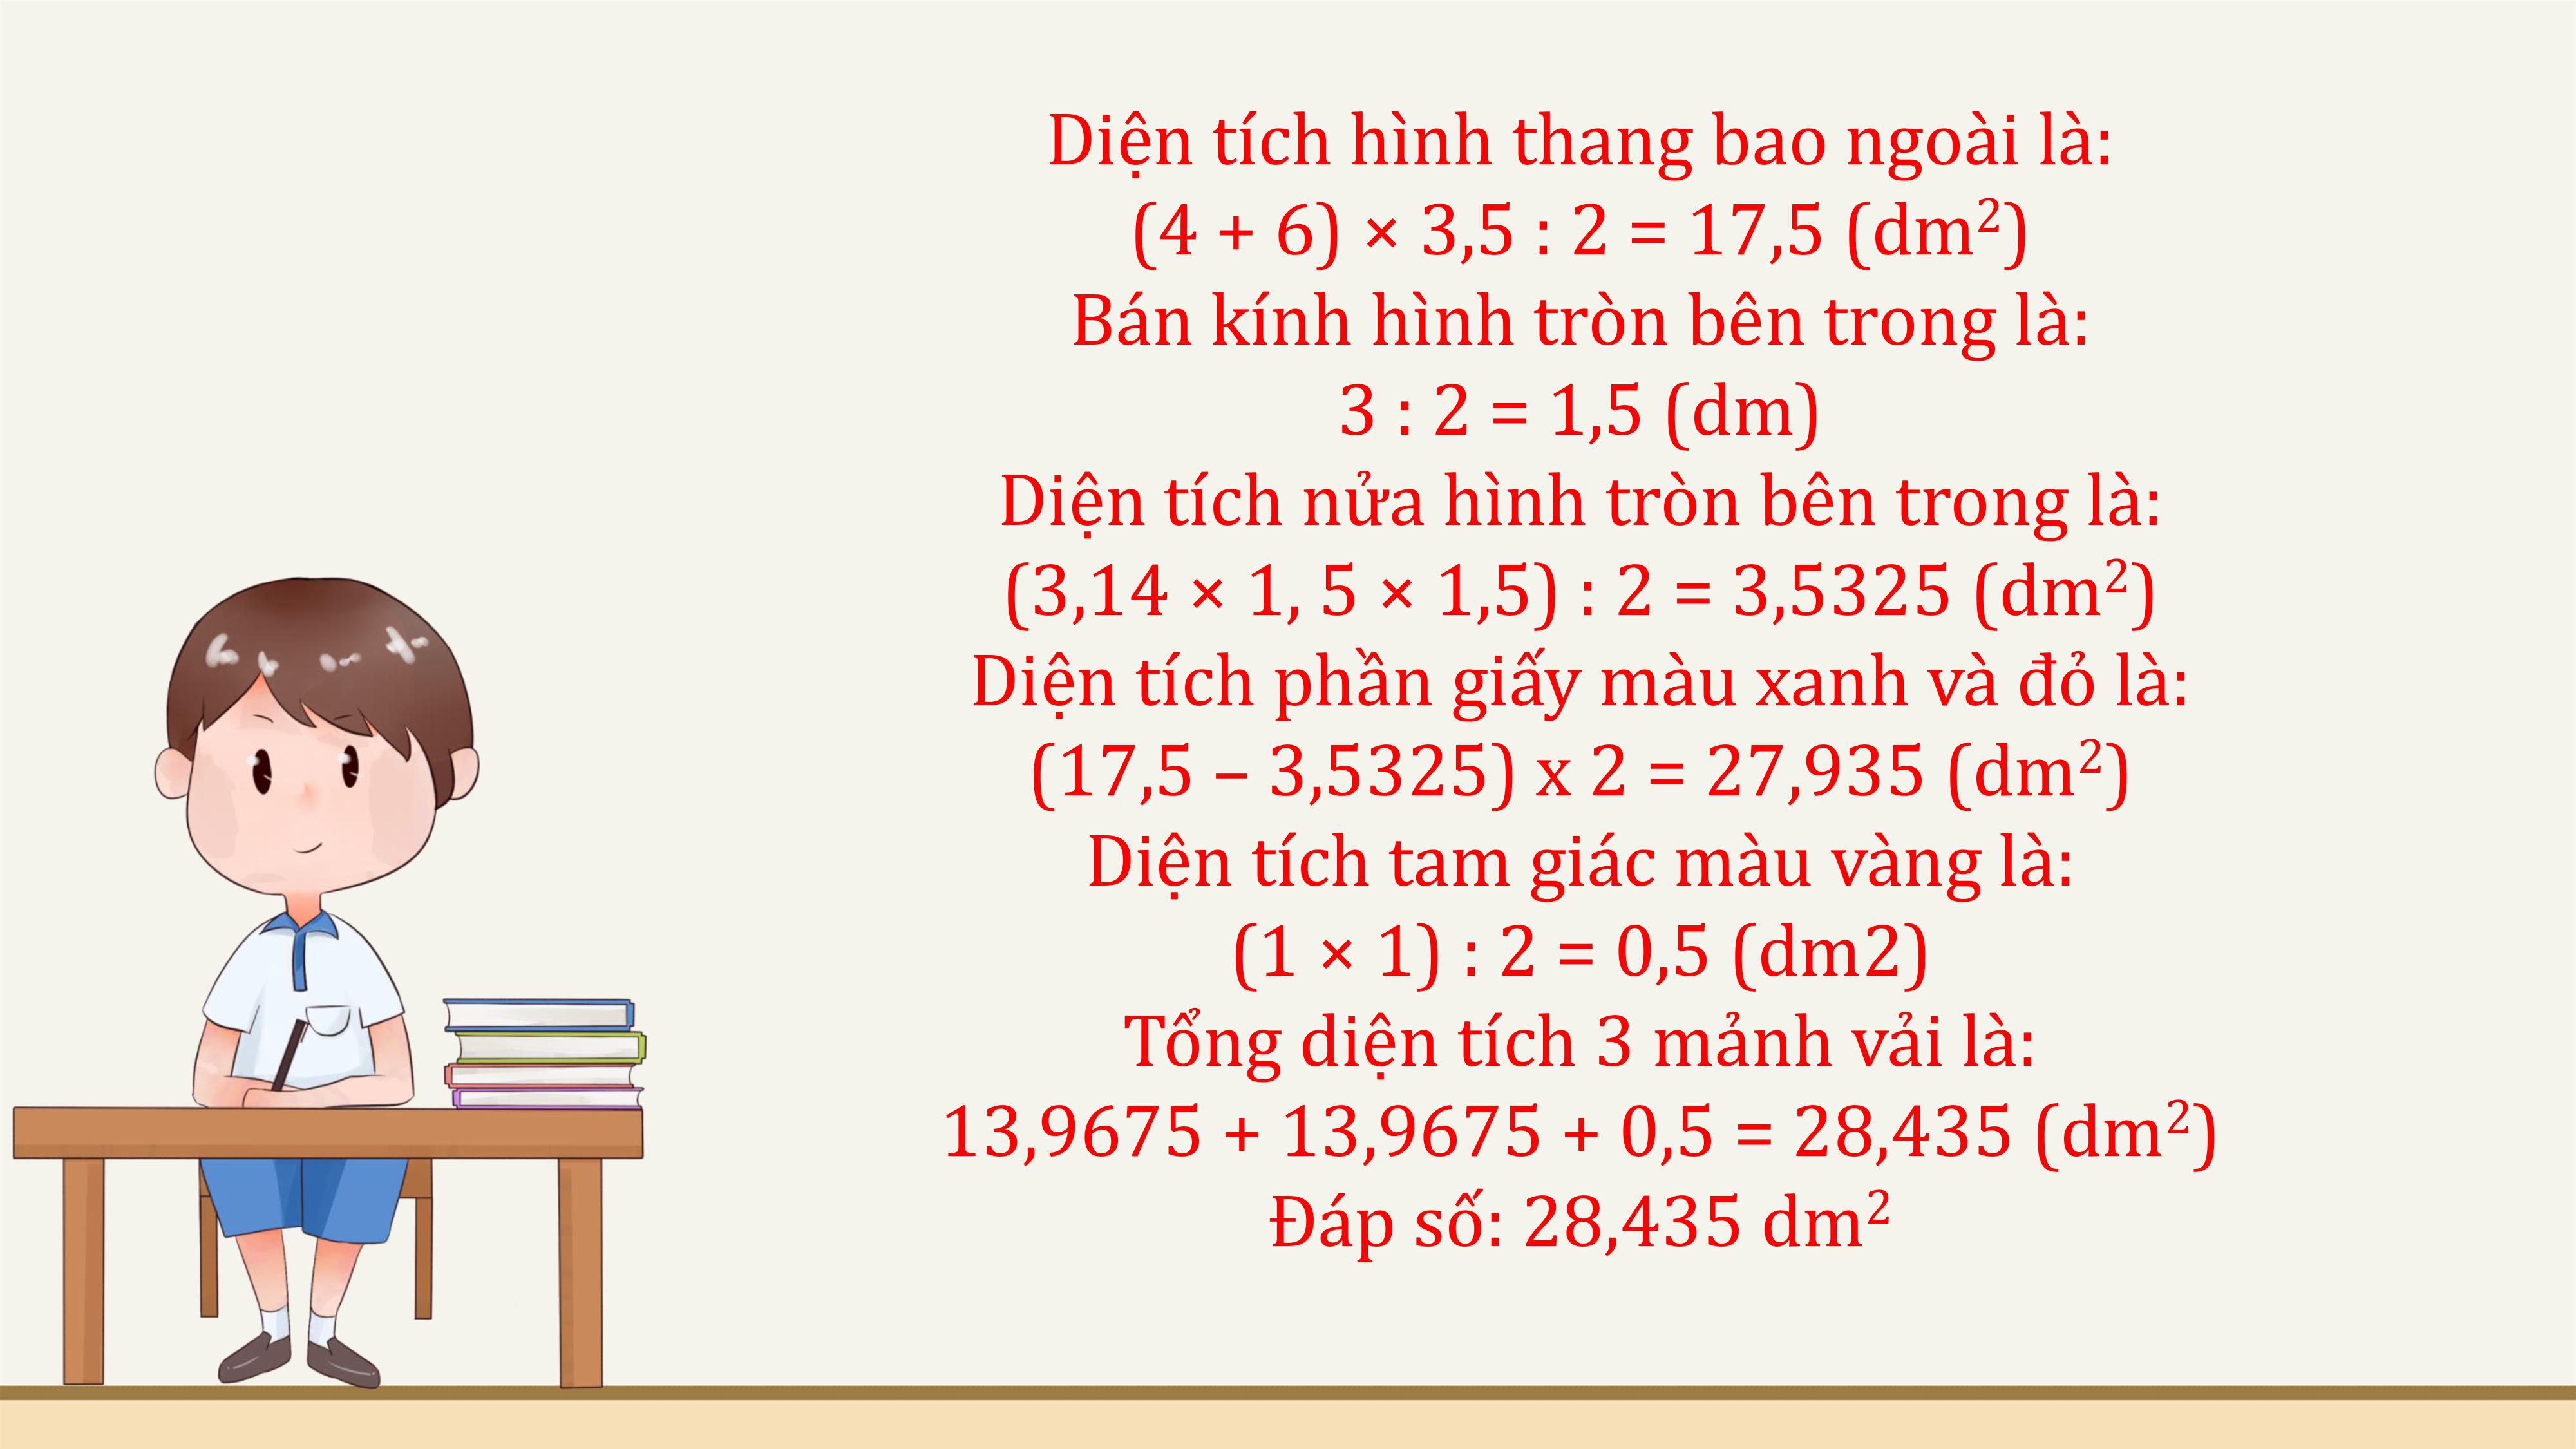 Diện tích hình thang bao ngoài là:
(4 + 6) × 3,5 : 2 = 17,5 (dm²)
Bán kính hình tròn bên trong là:
3 : 2 = 1,5 (dm)
Diện tích nửa hình tròn bên trong là:
(3,14 × 1, 5 × 1,5) : 2 = 3,5325 (dm²)
Diện tích phần giấy màu xanh và đỏ là:
(17,5 – 3,5325) x 2 = 27,935 (dm²)
Diện tích tam giác màu vàng là:
(1 × 1) : 2 = 0,5 (dm2)
Tổng diện tích 3 mảnh vải là:
13,9675 + 13,9675 + 0,5 = 28,435 (dm²)
Đáp số: 28,435 dm²